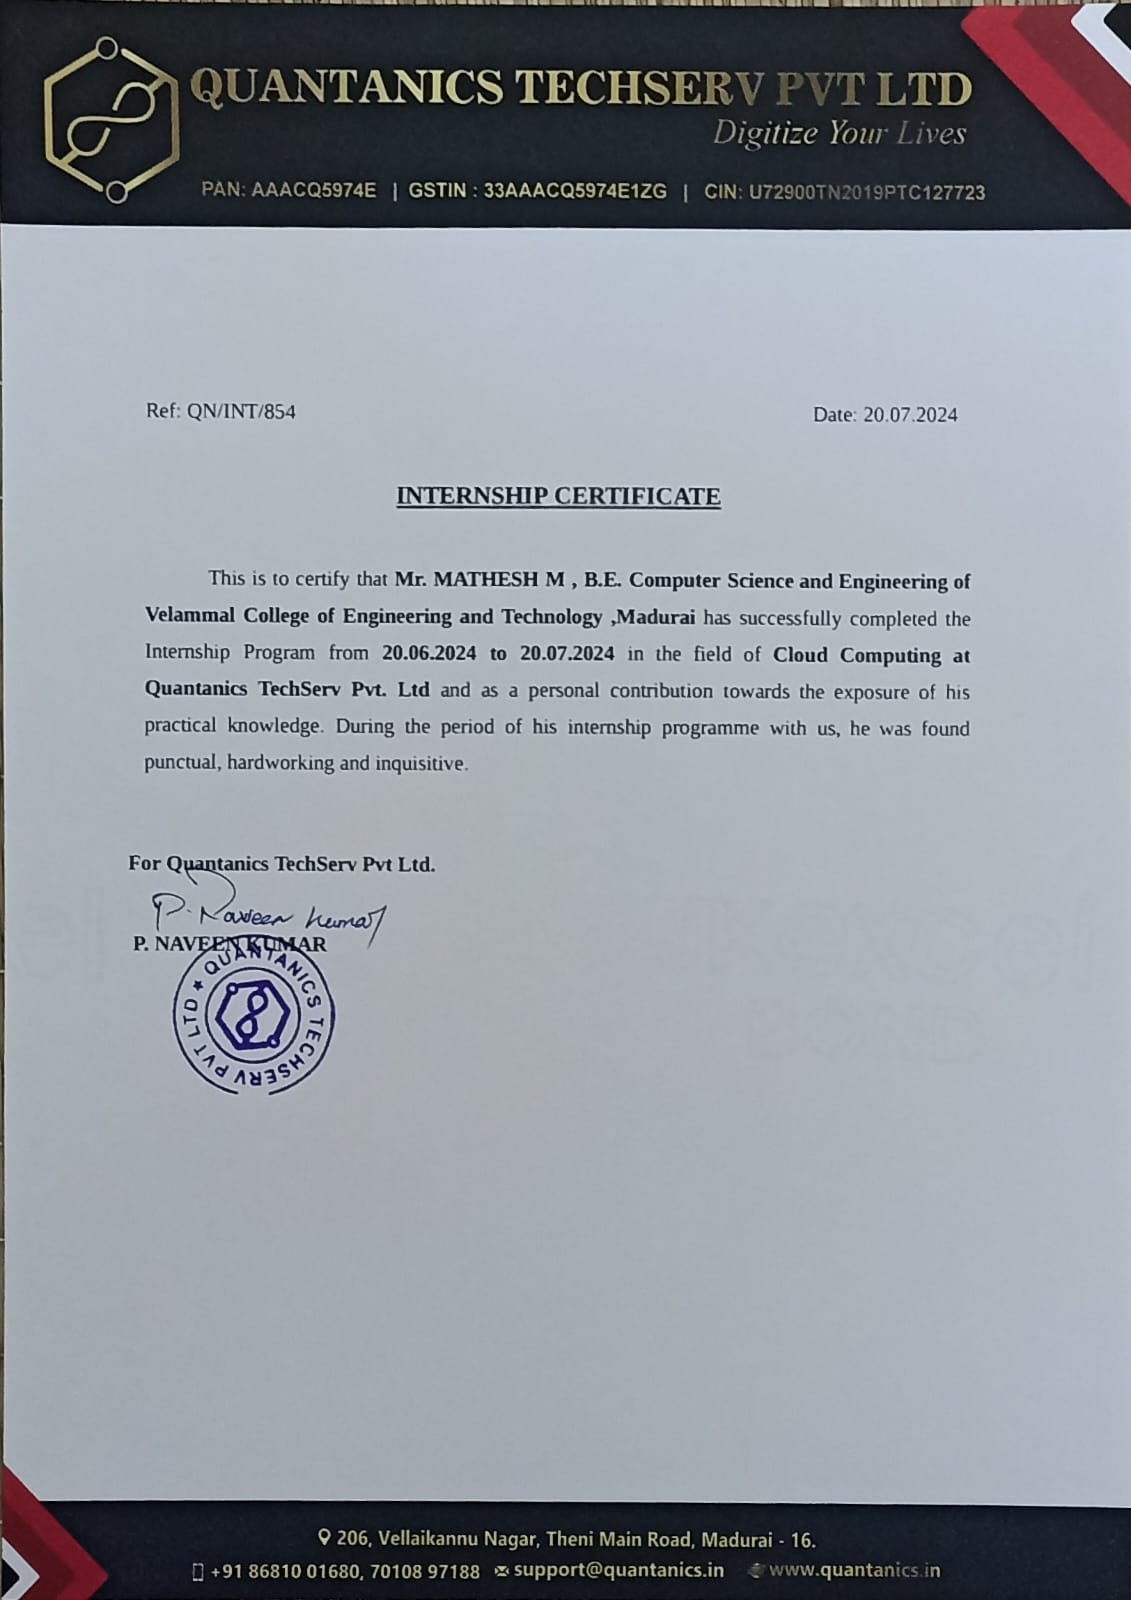 QUANTANICS TECHSERV PVT LTD
Digitize Your Lives
PAN: AAACQ5974E | GSTIN : 33AAACQ5974E1ZG | CIN: U72900TN2019PTC127723
Ref: QN/INT/854
Date: 20.07.2024
INTERNSHIP CERTIFICATE
This is to certify that Mr. MATHESH M , B.E. Computer Science and Engineering of
Velammal College of Engineering and Technology ,Madurai has successfully completed the
Internship Program from 20.06.2024 to 20.07.2024 in the field of Cloud Computing at
Quantanics TechServ Pvt. Ltd and as a personal contribution towards the exposure of his
practical knowledge. During the period of his internship programme with us, he was found
punctual, hardworking and inquisitive.
For Quantanics TechServ Pvt Ltd.
P. Naveen Kumar
P. NAVEEN KUMAR
QUANTANICS TECHSERV PVT LTD ★
206, Vellaikannu Nagar, Theni Main Road, Madurai - 16.
+91 86810 01680, 70108 97188 support@quantanics.in www.quantanics.in